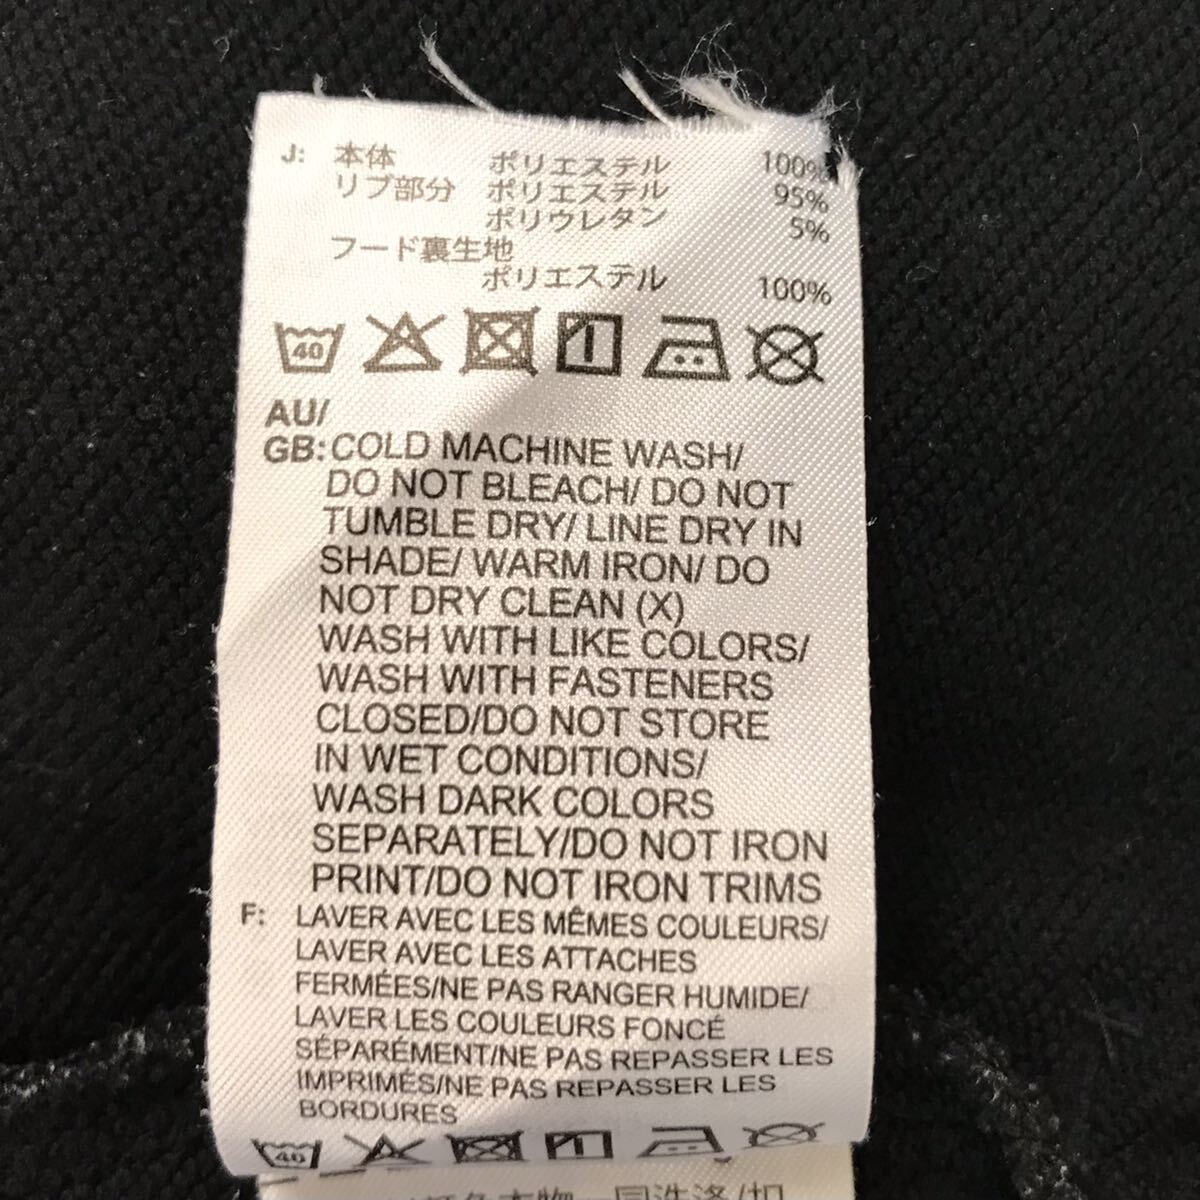 J: 本体 ポリエステル 100%
リブ部分 ポリエステル 95%
ポリウレタン 5%
フード裏生地
ポリエステル 100%
40
AU/
GB: COLD MACHINE WASH/
DO NOT BLEACH/ DO NOT
TUMBLE DRY/ LINE DRY IN
SHADE/ WARM IRON/ DO
NOT DRY CLEAN (X)
WASH WITH LIKE COLORS/
WASH WITH FASTENERS
CLOSED/DO NOT STORE
IN WET CONDITIONS/
WASH DARK COLORS
SEPARATELY/DO NOT IRON
PRINT/DO NOT IRON TRIMS
F: LAVER AVEC LES MÊMES COULEURS/
LAVER AVEC LES ATTACHES
FERMÉES/NE PAS RANGER HUMIDE/
LAVER LES COULEURS FONCÉ
SÉPARÉMENT/NE PAS REPASSER LES
IMPRIMÉS/NE PAS REPASSER LES
BORDURES
40